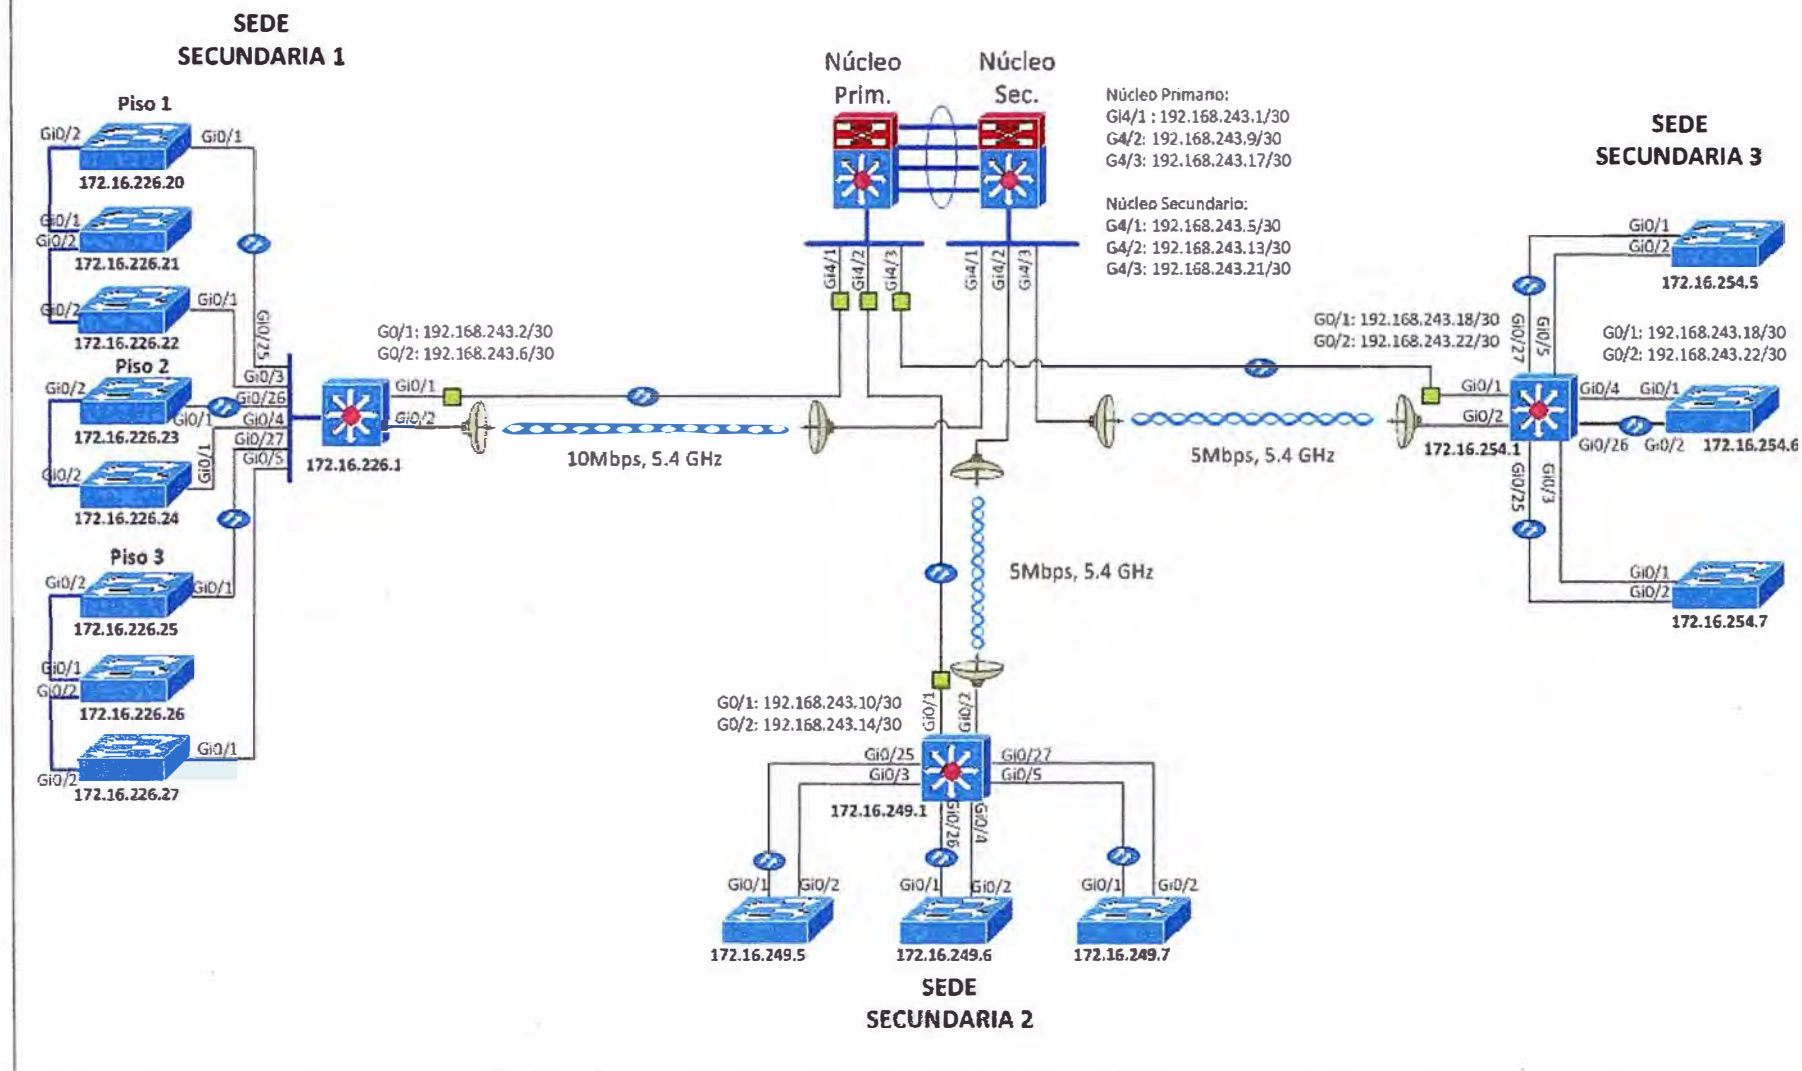 SEDE
SECUNDARIA 1
Piso 1
Gi0/2
Gi0/1
172.16.226.20
Gi0/1
Gi0/2
172.16.226.21
Gi0/1
Gi0/2
172.16.226.22
Piso 2
Gi0/2
Gi0/1
172.16.226.23
Gi0/2
Gi0/1
172.16.226.24
Piso 3
Gi0/2
Gi0/1
172.16.226.25
Gi0/1
Gi0/2
172.16.226.26
Gi0/1
Gi0/2
172.16.226.27
Gi0/25
Gi0/3
Gi0/26
Gi0/4
Gi0/27
Gi0/5
G0/1: 192.168.243.2/30
G0/2: 192.168.243.6/30
Gi0/1
Gi0/2
172.16.226.1
10Mbps, 5.4 GHz
Núcleo
Prim.
Núcleo
Sec.
Gi4/1
Gi4/2
Gi4/3
Gi4/1
Gi4/2
Gi4/3
Núcleo Primario:
Gi4/1 : 192.168.243.1/30
G4/2: 192.168.243.9/30
G4/3: 192.168.243.17/30
Núcleo Secundario:
G4/1: 192.168.243.5/30
G4/2: 192.168.243.13/30
G4/3: 192.168.243.21/30
5Mbps, 5.4 GHz
5Mbps, 5.4 GHz
SEDE
SECUNDARIA 3
Gi0/1
Gi0/2
172.16.254.5
G0/1: 192.168.243.18/30
G0/2: 192.168.243.22/30
G0/1: 192.168.243.18/30
G0/2: 192.168.243.22/30
Gi0/27
Gi0/5
Gi0/1
Gi0/2
172.16.254.1
Gi0/4
Gi0/1
Gi0/26
Gi0/2
172.16.254.6
Gi0/25
Gi0/3
Gi0/1
Gi0/2
172.16.254.7
G0/1: 192.168.243.10/30
G0/2: 192.168.243.14/30
Gi0/1
Gi0/2
Gi0/25
Gi0/3
Gi0/27
Gi0/5
172.16.249.1
Gi0/26
Gi0/4
Gi0/1
Gi0/2
Gi0/1
Gi0/2
Gi0/1
Gi0/2
172.16.249.5
172.16.249.6
172.16.249.7
SEDE
SECUNDARIA 2